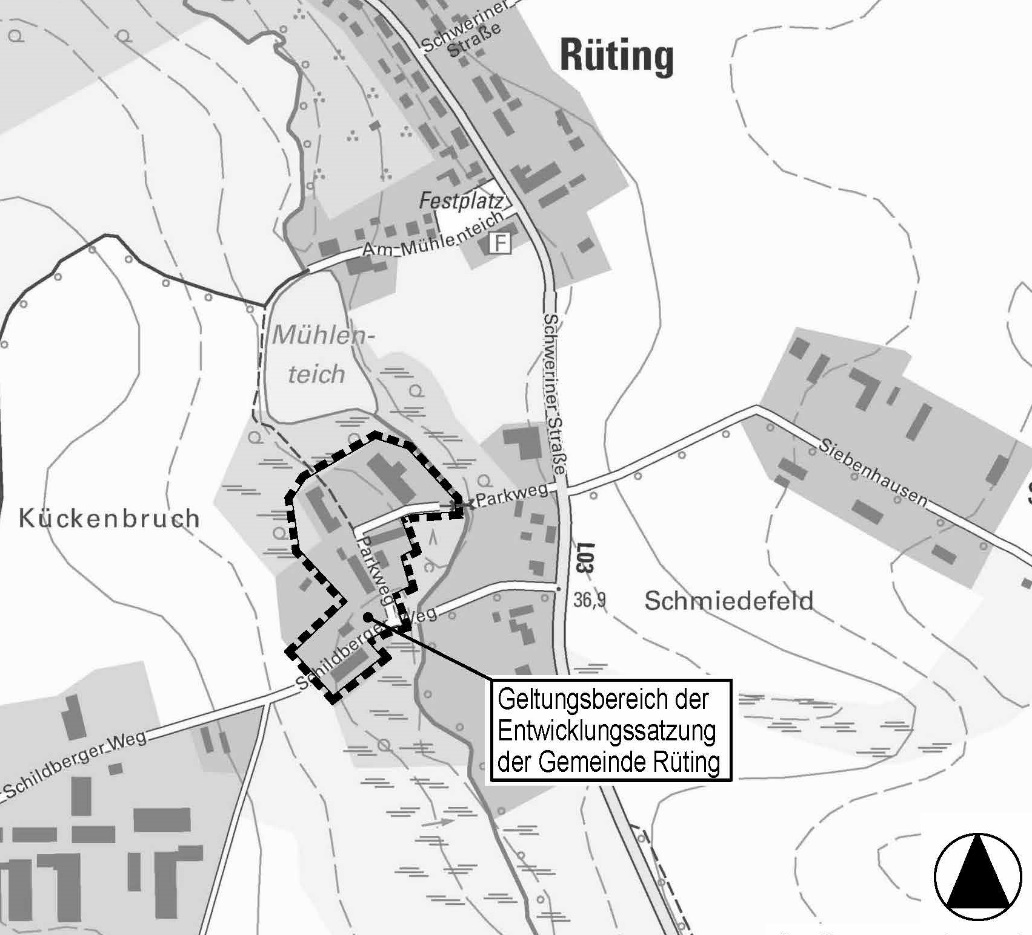 Schweriner
Straße
Rüting
Festplatz
Am Mühlenteich
F
Mühlen-
teich
Schweriner Straße
Siebenhausen
Parkweg
Kückenbruch
Parkweg
L03
36,9
Schmiedefeld
Schildberger Weg
Geltungsbereich der
Entwicklungssatzung
der Gemeinde Rüting
Schildberger Weg